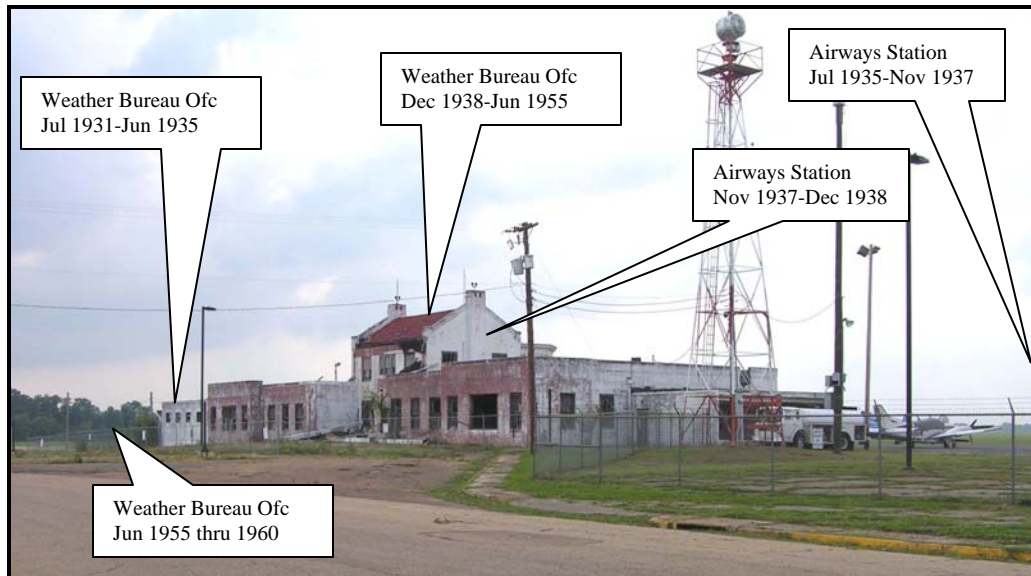 Weather Bureau Ofc
Jul 1931-Jun 1935
Weather Bureau Ofc
Dec 1938-Jun 1955
Airways Station
Jul 1935-Nov 1937
Airways Station
Nov 1937-Dec 1938
Weather Bureau Ofc
Jun 1955 thru 1960